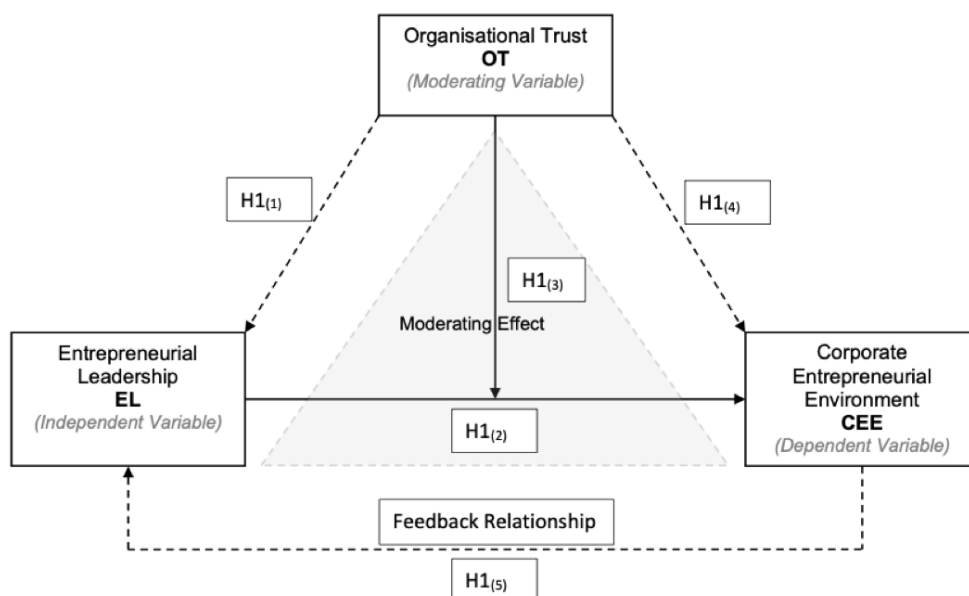 Organisational Trust
OT
(Moderating Variable)
H1(1)
H1(4)
H1(3)
Moderating Effect
Entrepreneurial
Leadership
EL
(Independent Variable)
Corporate
Entrepreneurial
Environment
CEE
(Dependent Variable)
H1(2)
Feedback Relationship
H1(5)